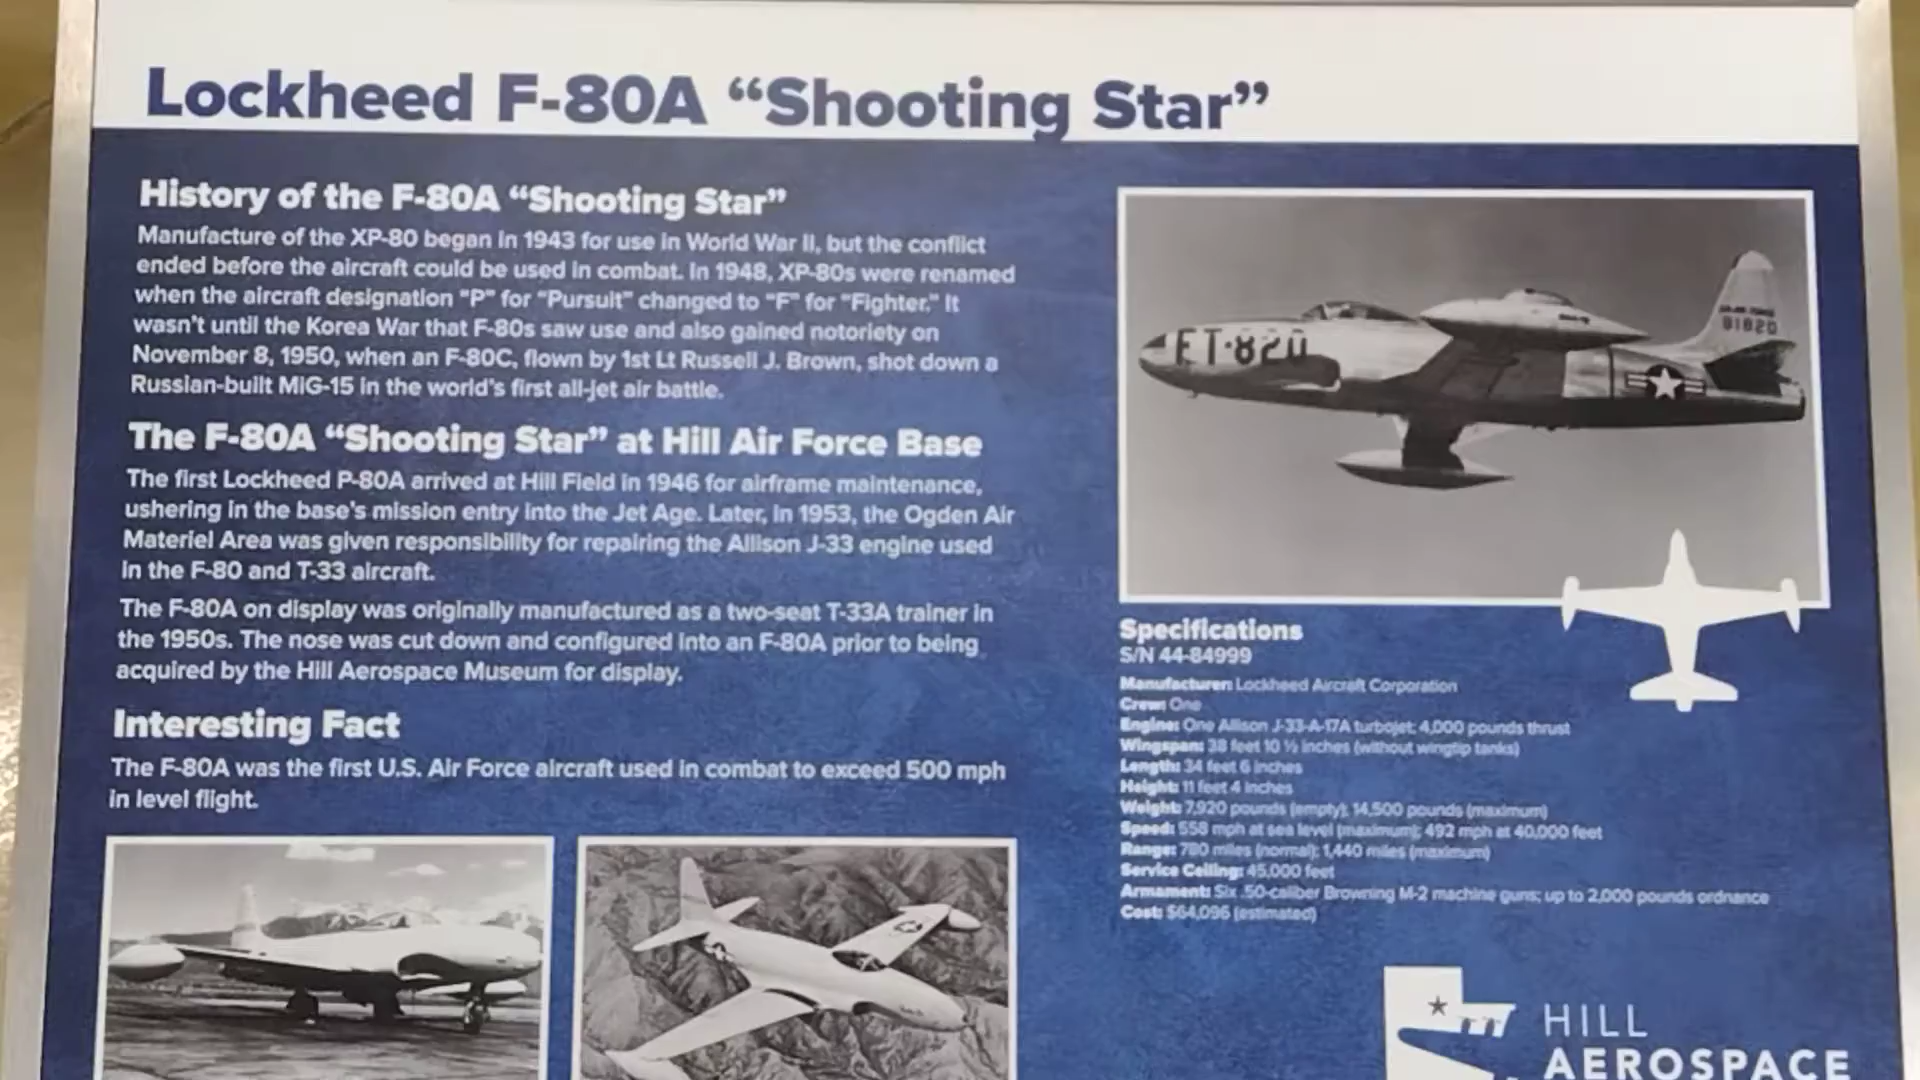 Lockheed F-80A “Shooting Star”
History of the F-80A “Shooting Star”
Manufacture of the XP-80 began in 1943 for use in World War II, but the conflict
ended before the aircraft could be used in combat. In 1948, XP-80s were renamed
when the aircraft designation "P" for "Pursuit" changed to "F" for "Fighter." It
wasn't until the Korea War that F-80s saw use and also gained notoriety on
November 8, 1950, when an F-80C, flown by 1st Lt Russell J. Brown, shot down a
Russian-built MiG-15 in the world's first all-jet air battle.
The F-80A “Shooting Star” at Hill Air Force Base
The first Lockheed P-80A arrived at Hill Field in 1946 for airframe maintenance,
ushering in the base's mission entry into the Jet Age. Later, in 1953, the Ogden Air
Materiel Area was given responsibility for repairing the Allison J-33 engine used
in the F-80 and T-33 aircraft.
The F-80A on display was originally manufactured as a two-seat T-33A trainer in
the 1950s. The nose was cut down and configured into an F-80A prior to being
acquired by the Hill Aerospace Museum for display.
Interesting Fact
The F-80A was the first U.S. Air Force aircraft used in combat to exceed 500 mph
in level flight.
ET-820
91820
Specifications
S/N 44-84999
Manufacturer: Lockheed Aircraft Corporation
Crew: One
Engine: One Allison J-33-A-17A turbojet; 4,000 pounds thrust
Wingspan: 38 feet 10 ½ inches (without wingtip tanks)
Length: 34 feet 6 inches
Height: 11 feet 4 inches
Weight: 7,920 pounds (empty); 14,500 pounds (maximum)
Speed: 558 mph at sea level (maximum); 492 mph at 40,000 feet
Range: 780 miles (normal); 1,440 miles (maximum)
Service Ceiling: 45,000 feet
Armament: Six .50-caliber Browning M-2 machine guns; up to 2,000 pounds ordnance
Cost: $64,096 (estimated)
HILL
AEROSPACE